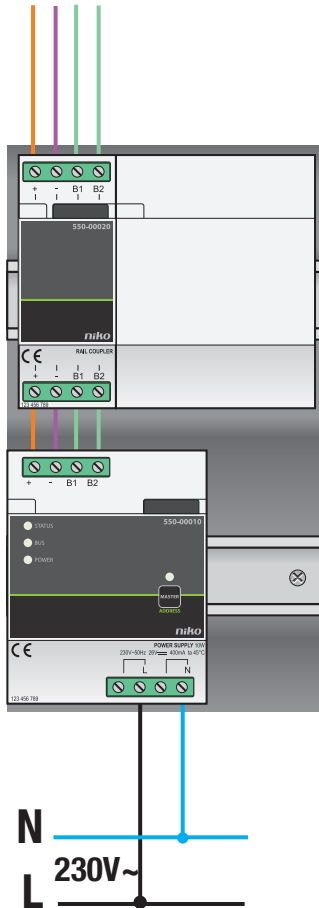 + - B1 B2
550-00020
niko
CE
RAIL COUPLER
+ - B1 B2
123 456 789
+ - B1 B2
550-00010
STATUS
BUS
POWER
MASTER
ADDRESS
niko
CE
POWER SUPPLY 10W
230V~50Hz 26V⎓ 400mA ta 45°C
L N
123 456 789
N
230V~
L